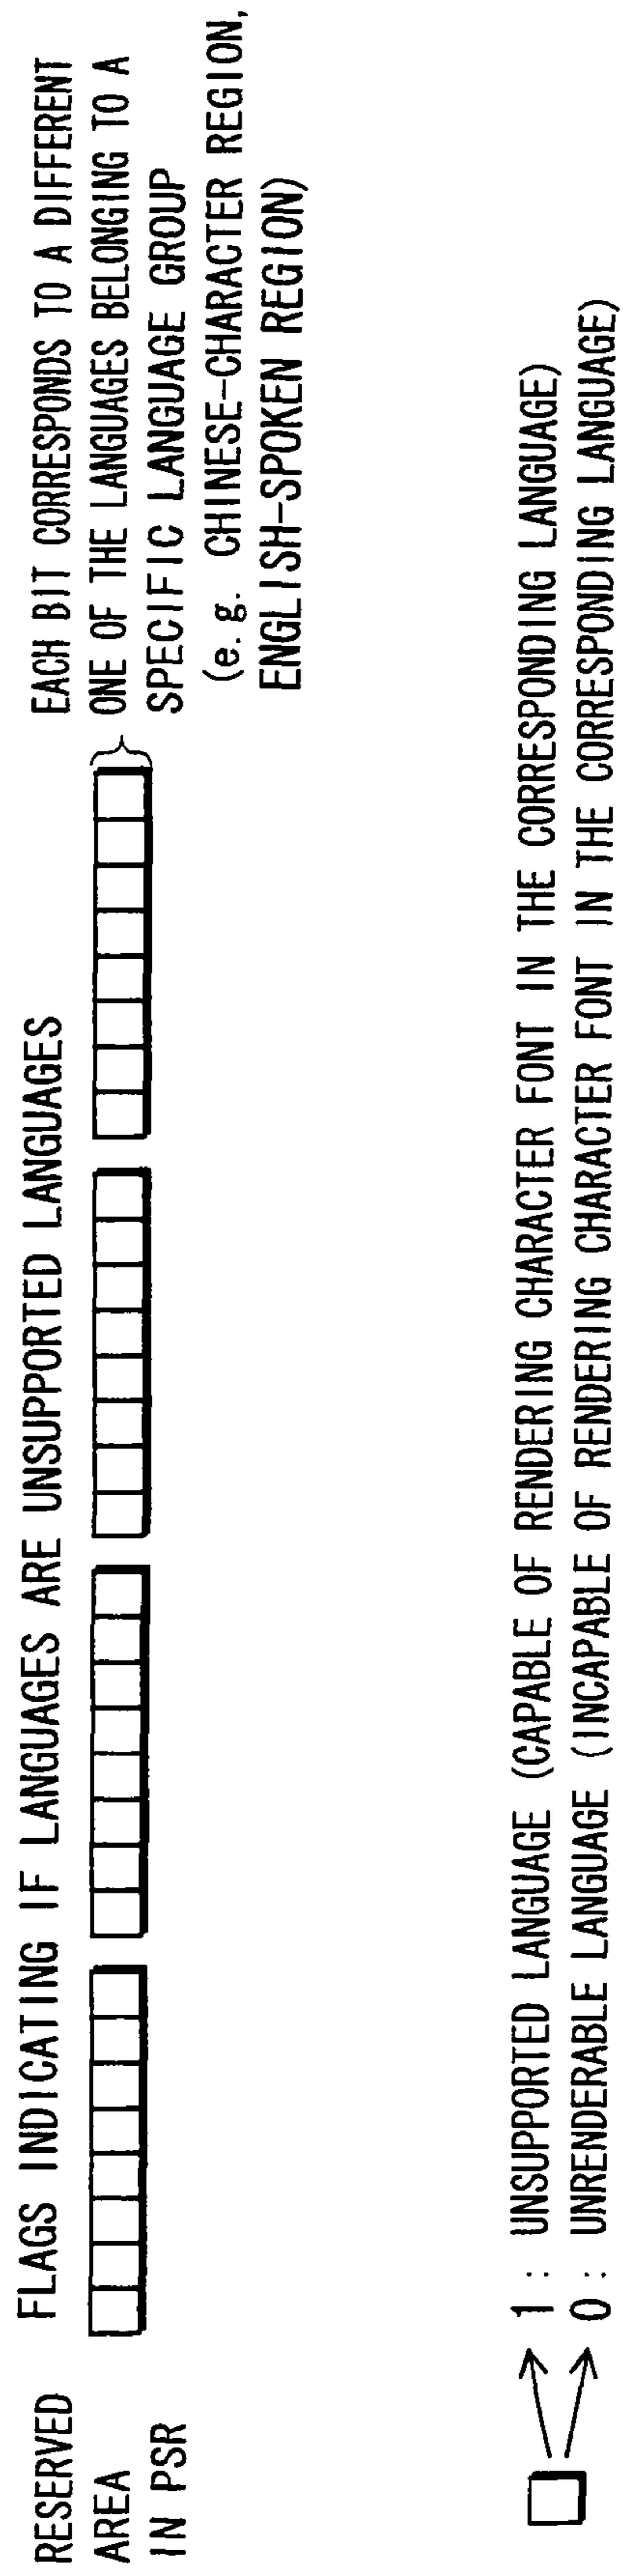 RESERVED
AREA
IN PSR
FLAGS INDICATING IF LANGUAGES ARE UNSUPPORTED LANGUAGES
EACH BIT CORRESPONDS TO A DIFFERENT
ONE OF THE LANGUAGES BELONGING TO A
SPECIFIC LANGUAGE GROUP
(e.g. CHINESE-CHARACTER REGION,
ENGLISH-SPOKEN REGION)
1 : UNSUPPORTED LANGUAGE (CAPABLE OF RENDERING CHARACTER FONT IN THE CORRESPONDING LANGUAGE)
0 : UNRENDERABLE LANGUAGE (INCAPABLE OF RENDERING CHARACTER FONT IN THE CORRESPONDING LANGUAGE)